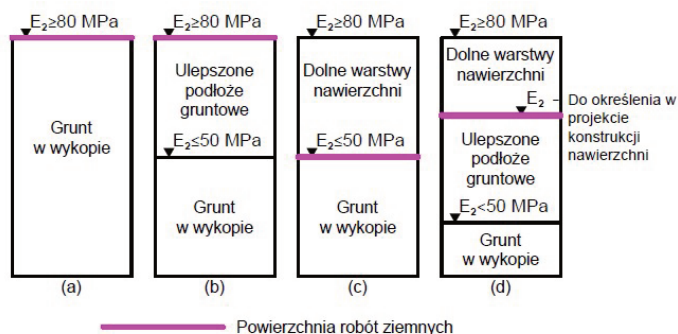 E₂≥80 MPa
Grunt
w wykopie
(a)
E₂≥80 MPa
Ulepszone
podłoże
gruntowe
E₂≤50 MPa
Grunt
w wykopie
(b)
E₂≥80 MPa
Dolne warstwy
nawierzchni
E₂≤50 MPa
Grunt
w wykopie
(c)
E₂≥80 MPa
Dolne warstwy
nawierzchni
E₂ – Do określenia w
projekcie
konstrukcji
nawierzchni
Ulepszone
podłoże
gruntowe
E₂<50 MPa
Grunt
w wykopie
(d)
Powierzchnia robót ziemnych